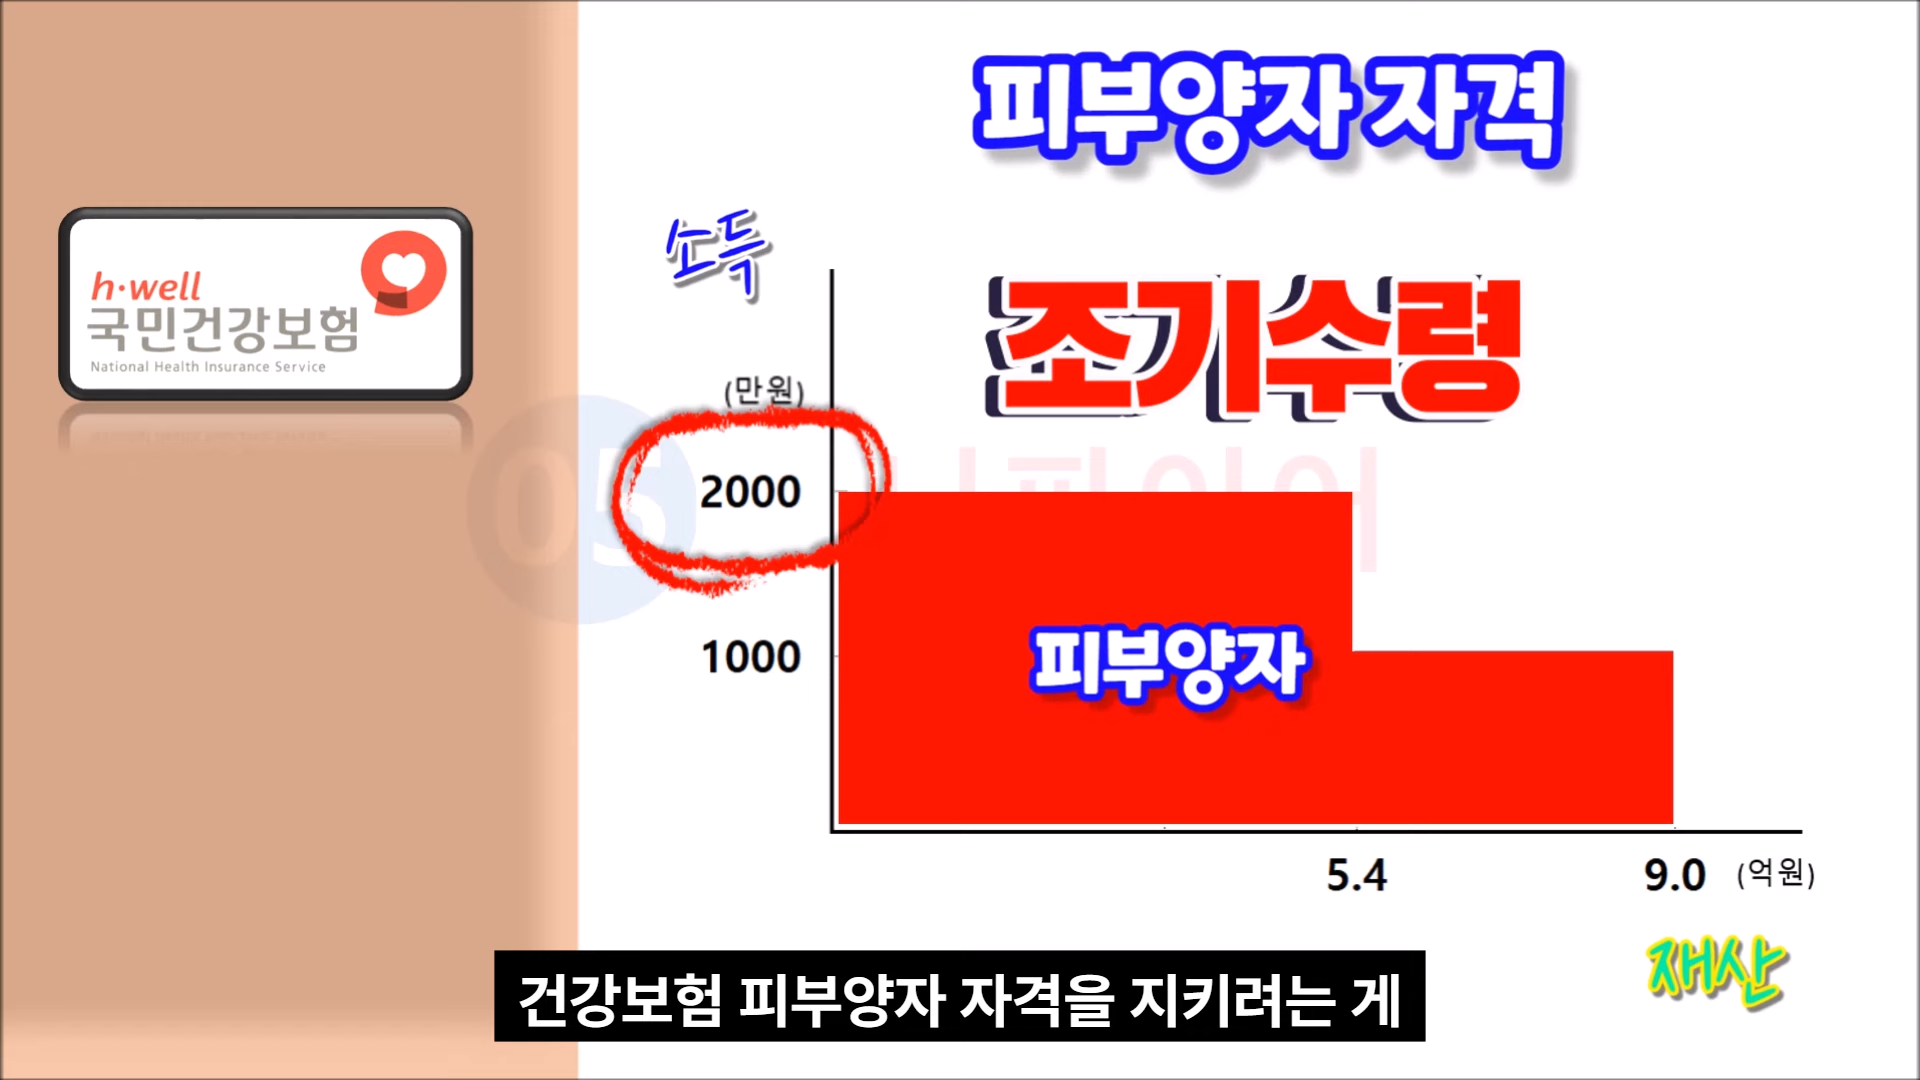 피부양자 자격
소득
h·well
국민건강보험
National Health Insurance Service
조기수령
(만원)
2000
05
1000
피부양자
5.4
9.0 (억원)
재산
건강보험 피부양자 자격을 지키려는 게